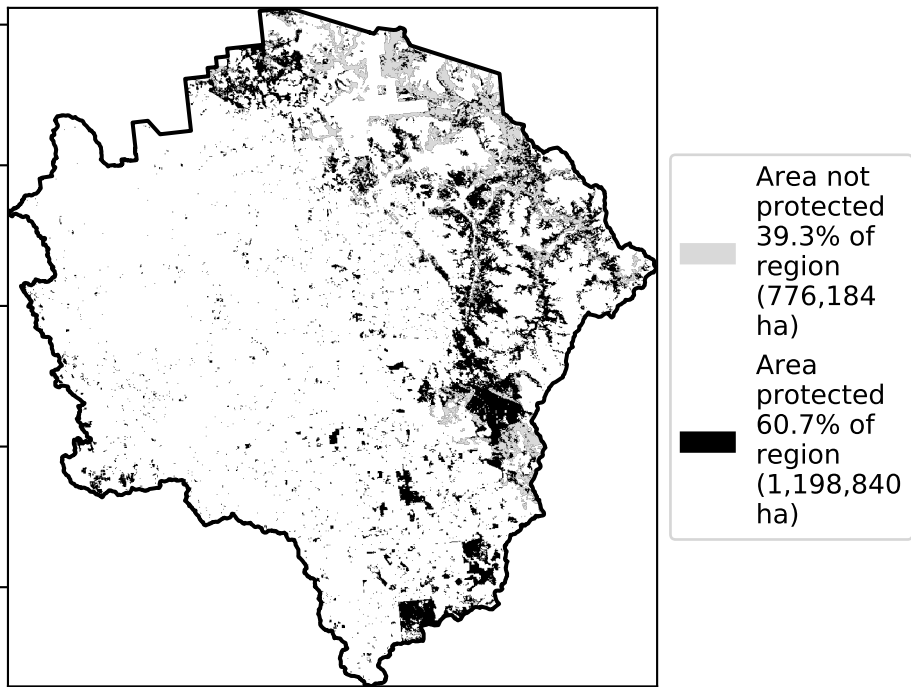 Area not
protected
39.3% of
region
(776,184
ha)
Area
protected
60.7% of
region
(1,198,840
ha)